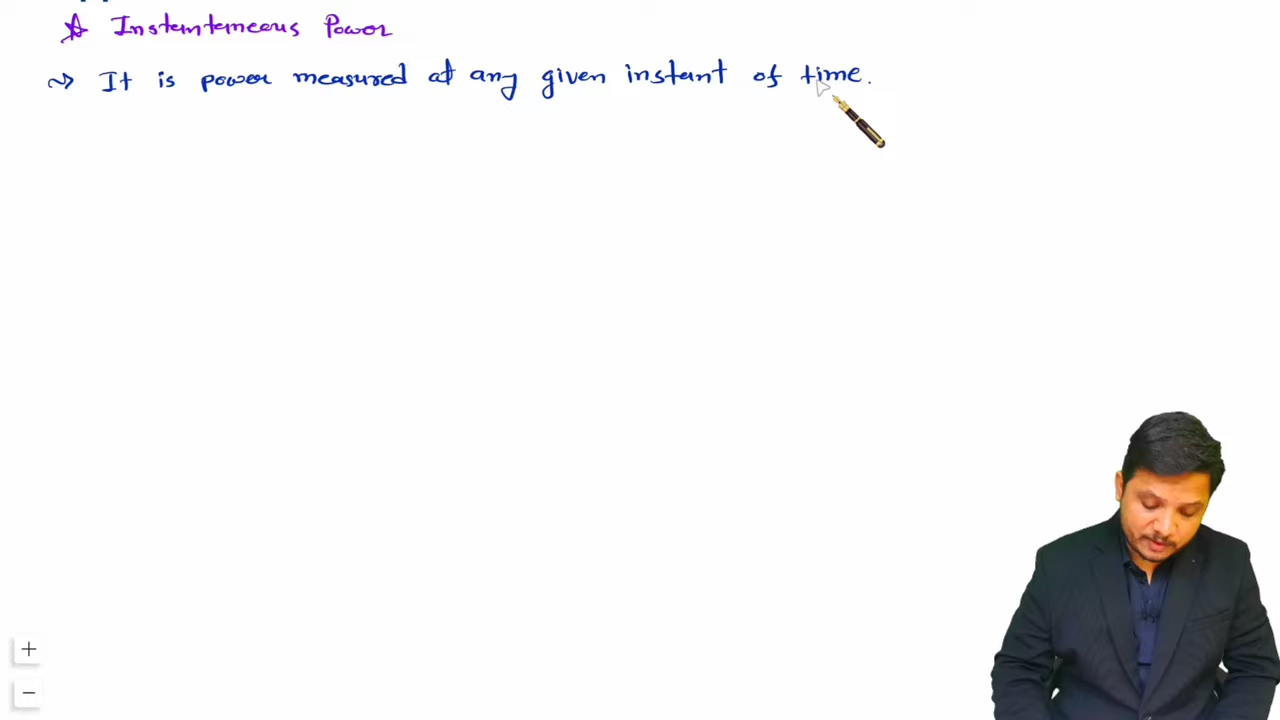 ☆ Instantaneous Power
~> It is power measured at any given instant of time.
+
−